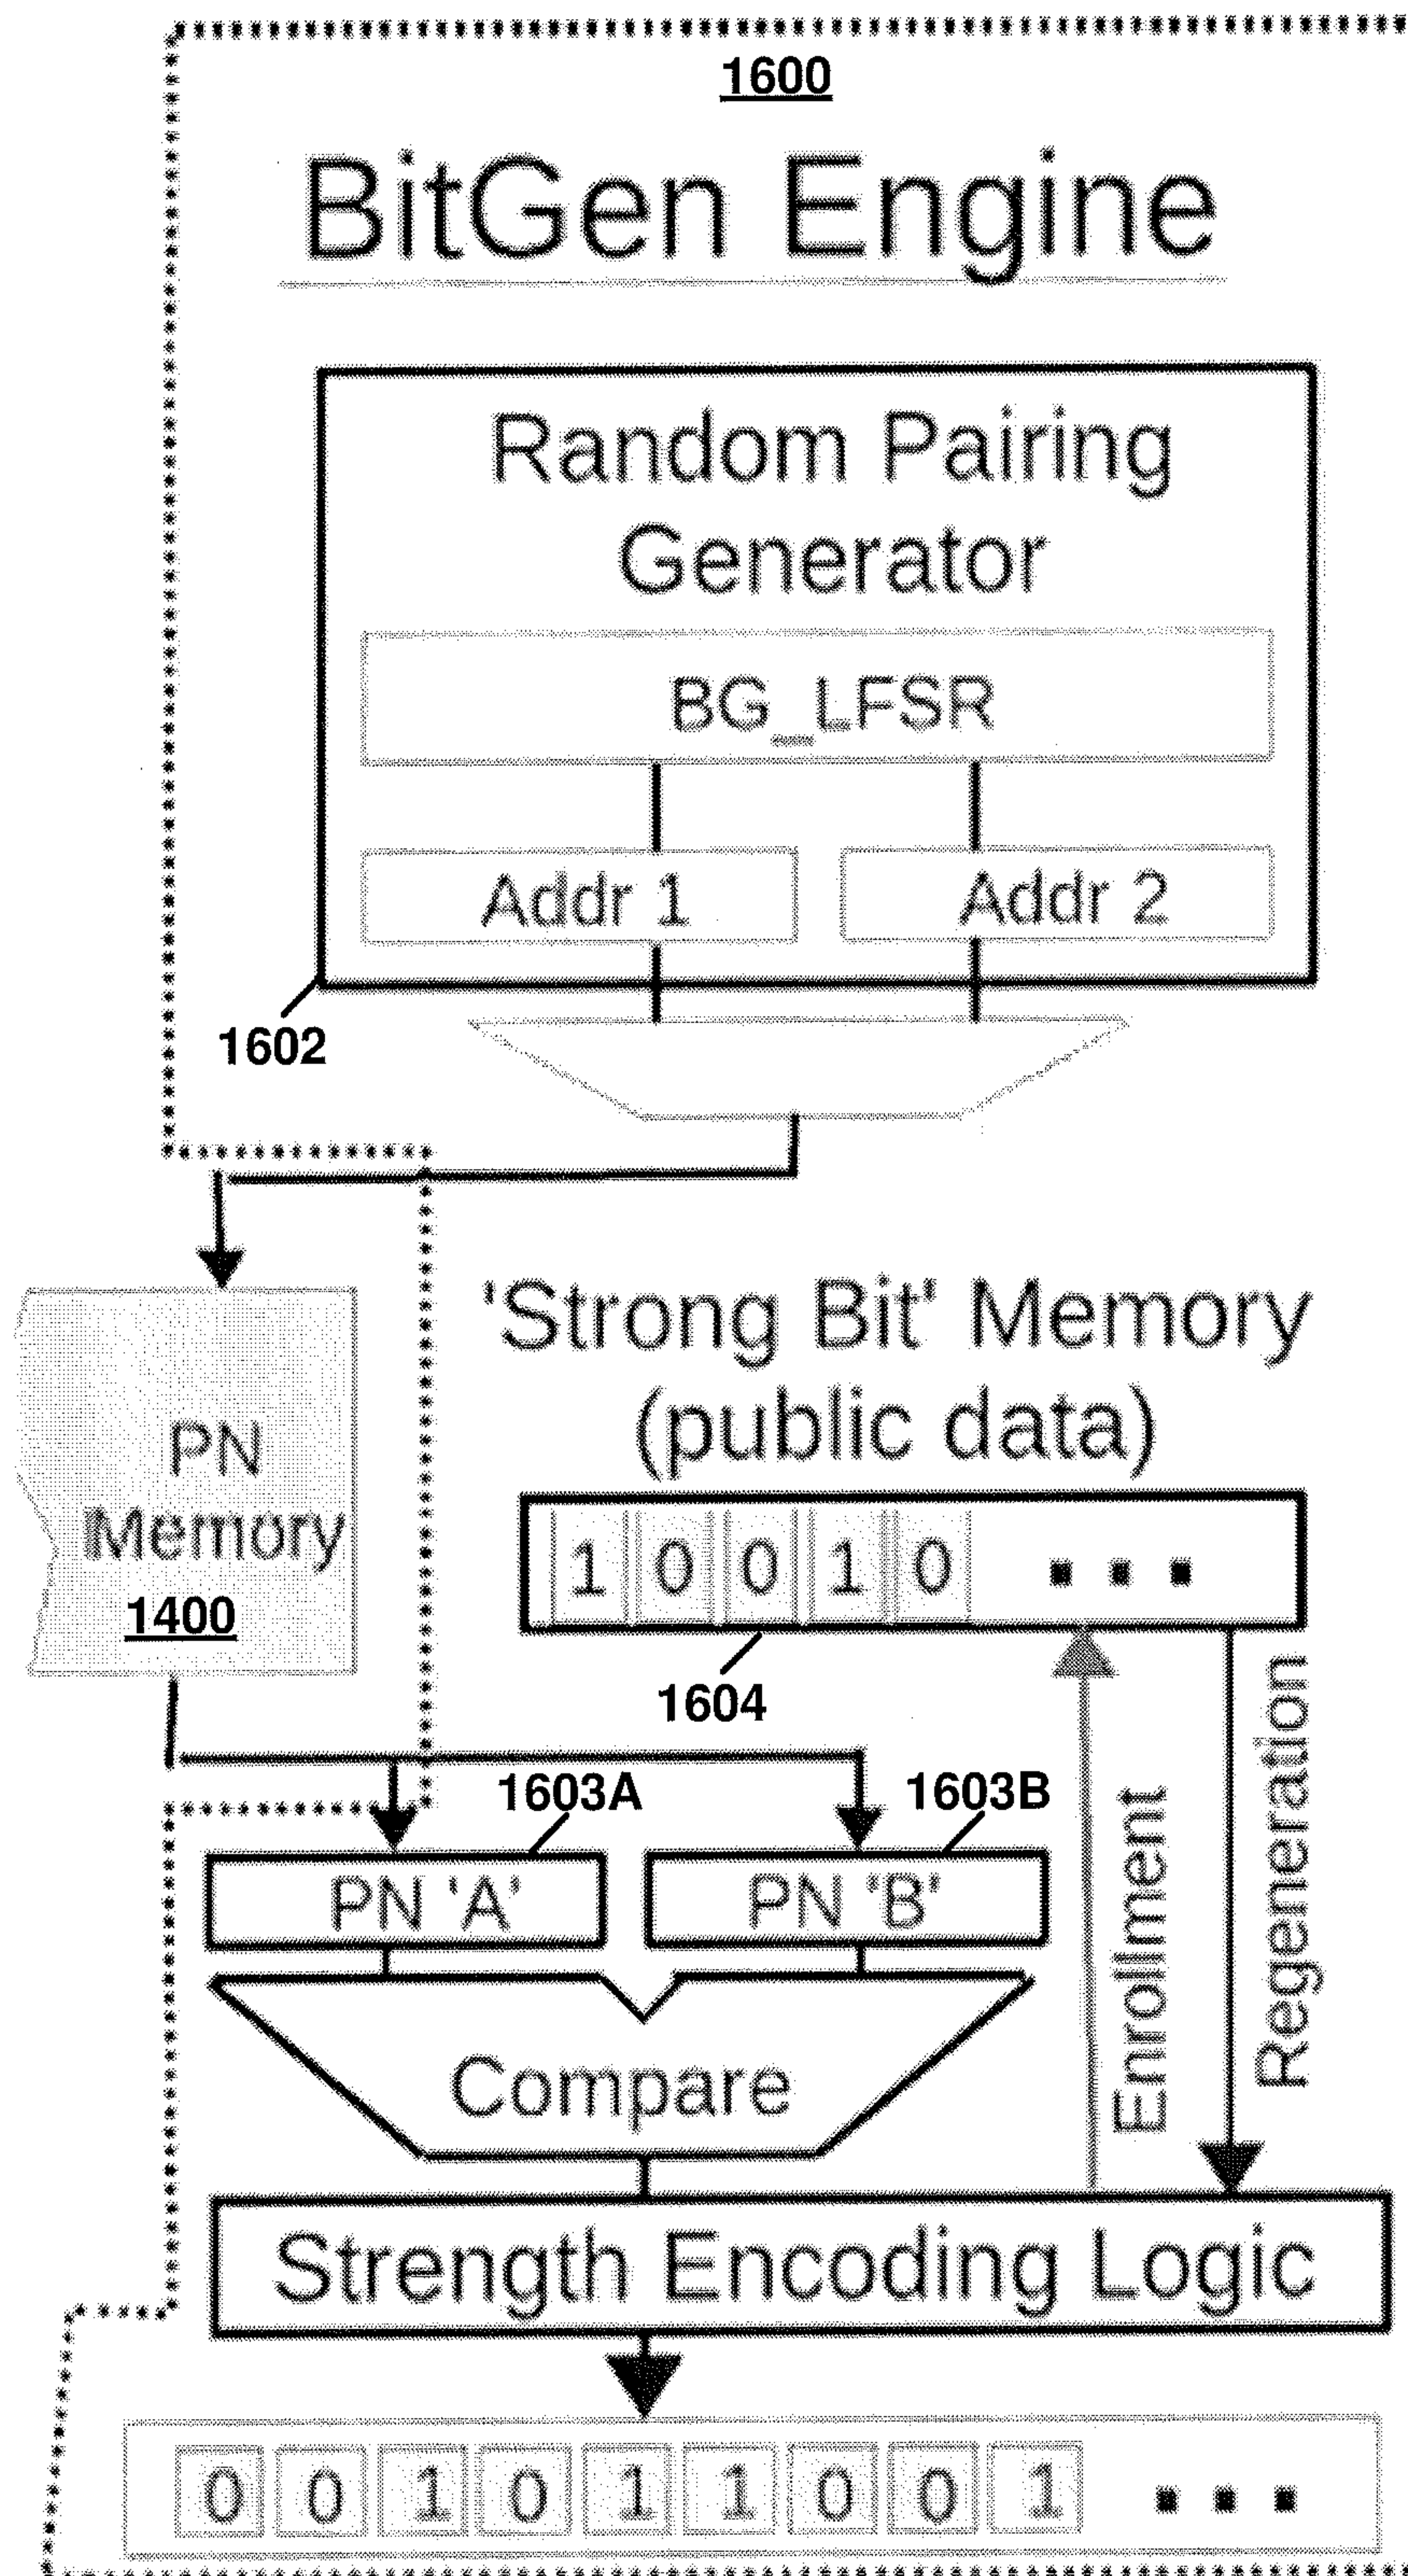 1600
BitGen Engine
Random Pairing
Generator
BG_LFSR
Addr 1
Addr 2
1602
'Strong Bit' Memory
(public data)
PN
Memory
1400
1 0 0 1 0 ...
1604
Enrollment
Regeneration
1603A
1603B
PN 'A'
PN 'B'
Compare
Strength Encoding Logic
0 0 1 0 1 1 0 0 1 ...